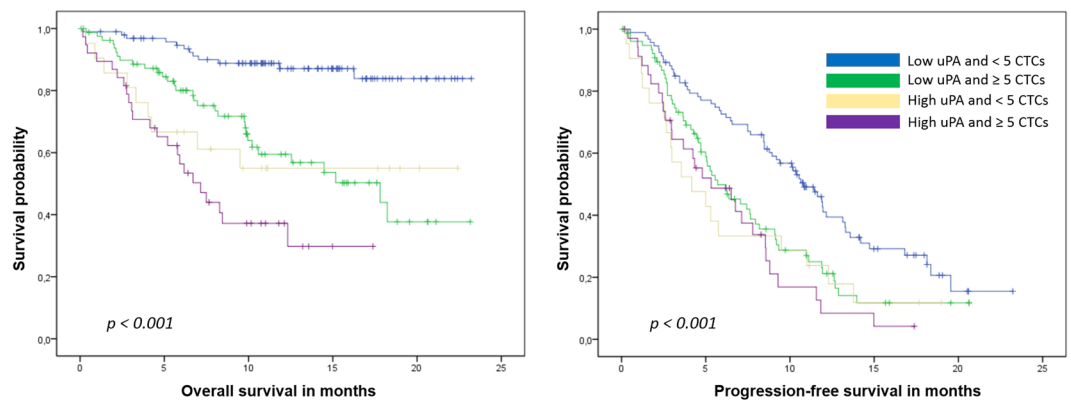 Survival probability
1,0
0,8
0,6
0,4
0,2
0,0
p < 0.001
0 5 10 15 20 25
Overall survival in months
Survival probability
1,0
0,8
0,6
0,4
0,2
0,0
Low uPA and < 5 CTCs
Low uPA and ≥ 5 CTCs
High uPA and < 5 CTCs
High uPA and ≥ 5 CTCs
p < 0.001
0 5 10 15 20 25
Progression-free survival in months